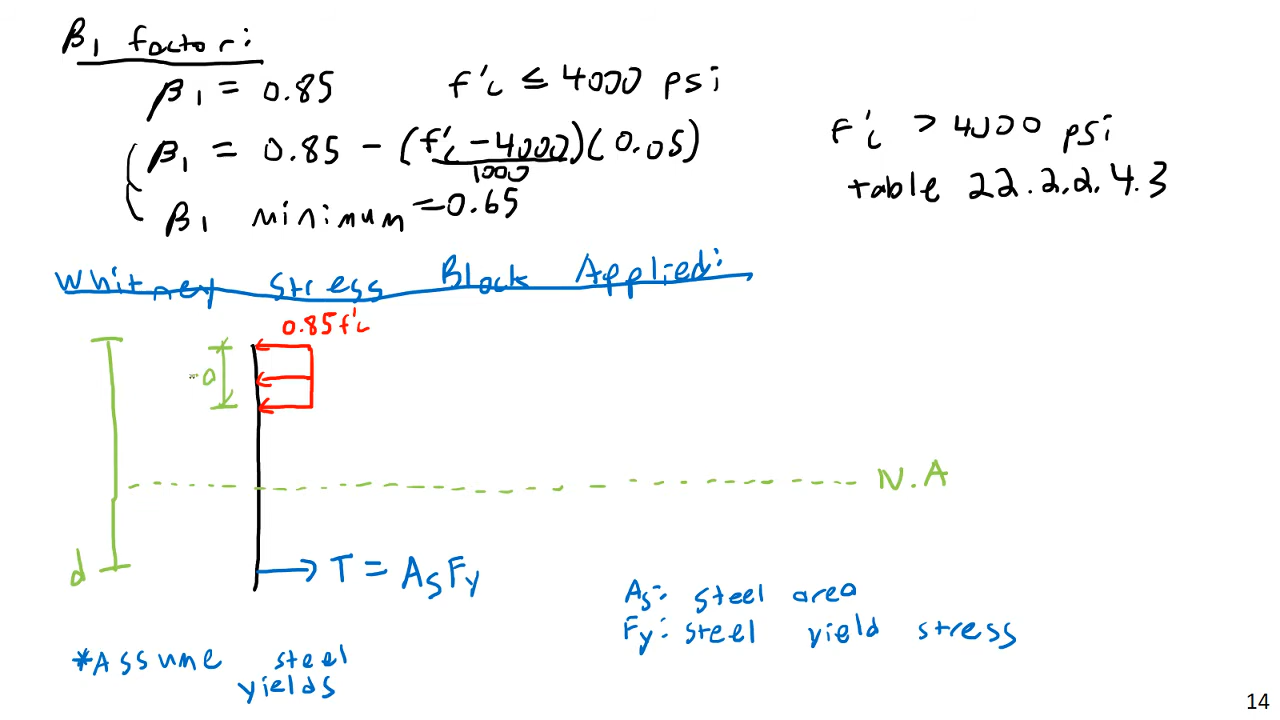 β1 factor:
β1 = 0.85 f'c ≤ 4000 psi
β1 = 0.85 - (f'c - 4000)/1000 (0.05) f'c > 4000 psi
β1 minimum = 0.65 table 22.2.2.4.3
Whitney Stress Block Applied:
0.85f'c
a
N.A
d
T = AsFy
As: steel area
Fy: steel yield stress
*Assume steel
yields
14